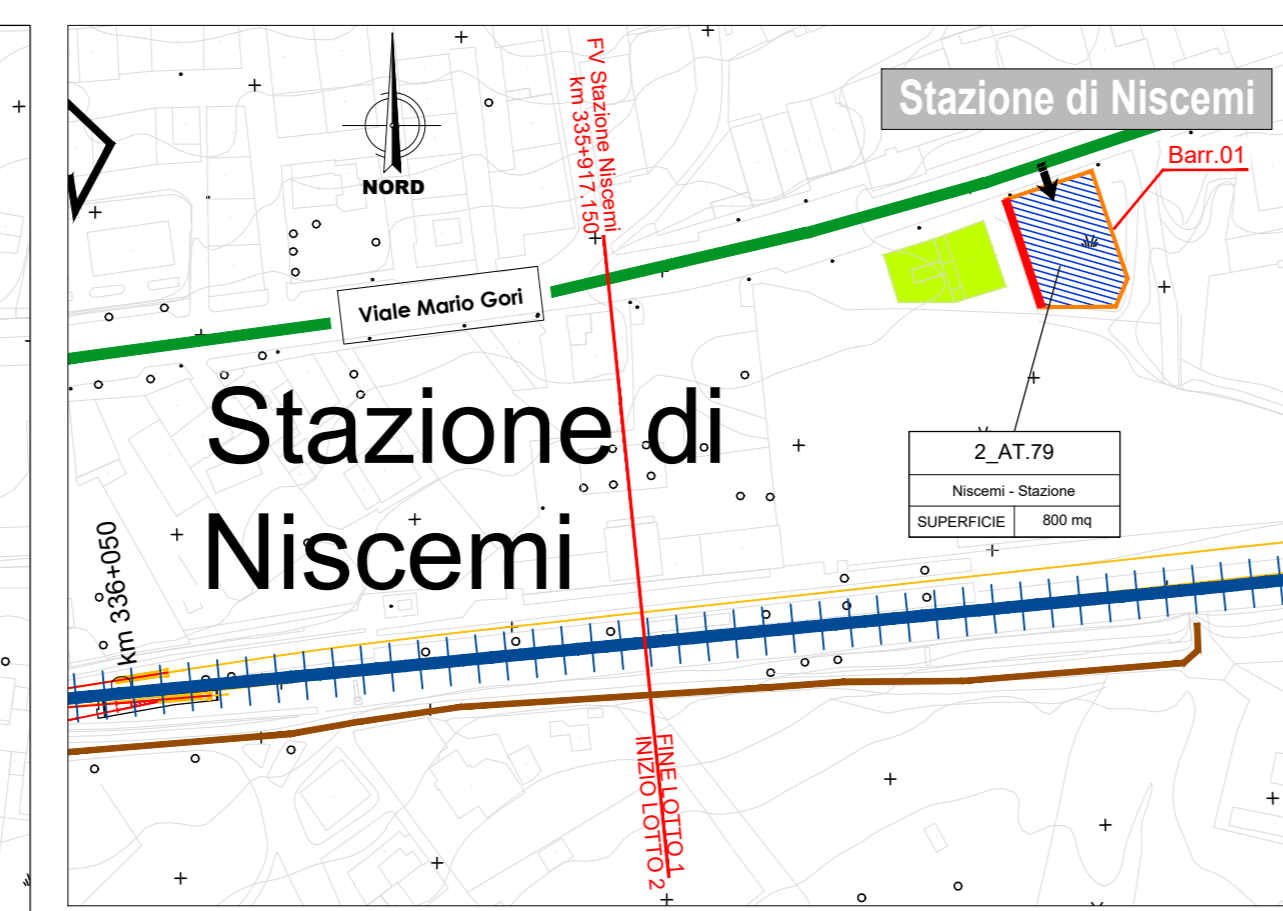 FV Stazione Niscemi
km 335+917.150
Stazione di Niscemi
Barr.01
NORD
Viale Mario Gori
Stazione di
Niscemi
2_AT.79
Niscemi - Stazione
SUPERFICIE 800 mq
km 336+050
FINE LOTTO 1
INIZIO LOTTO 2